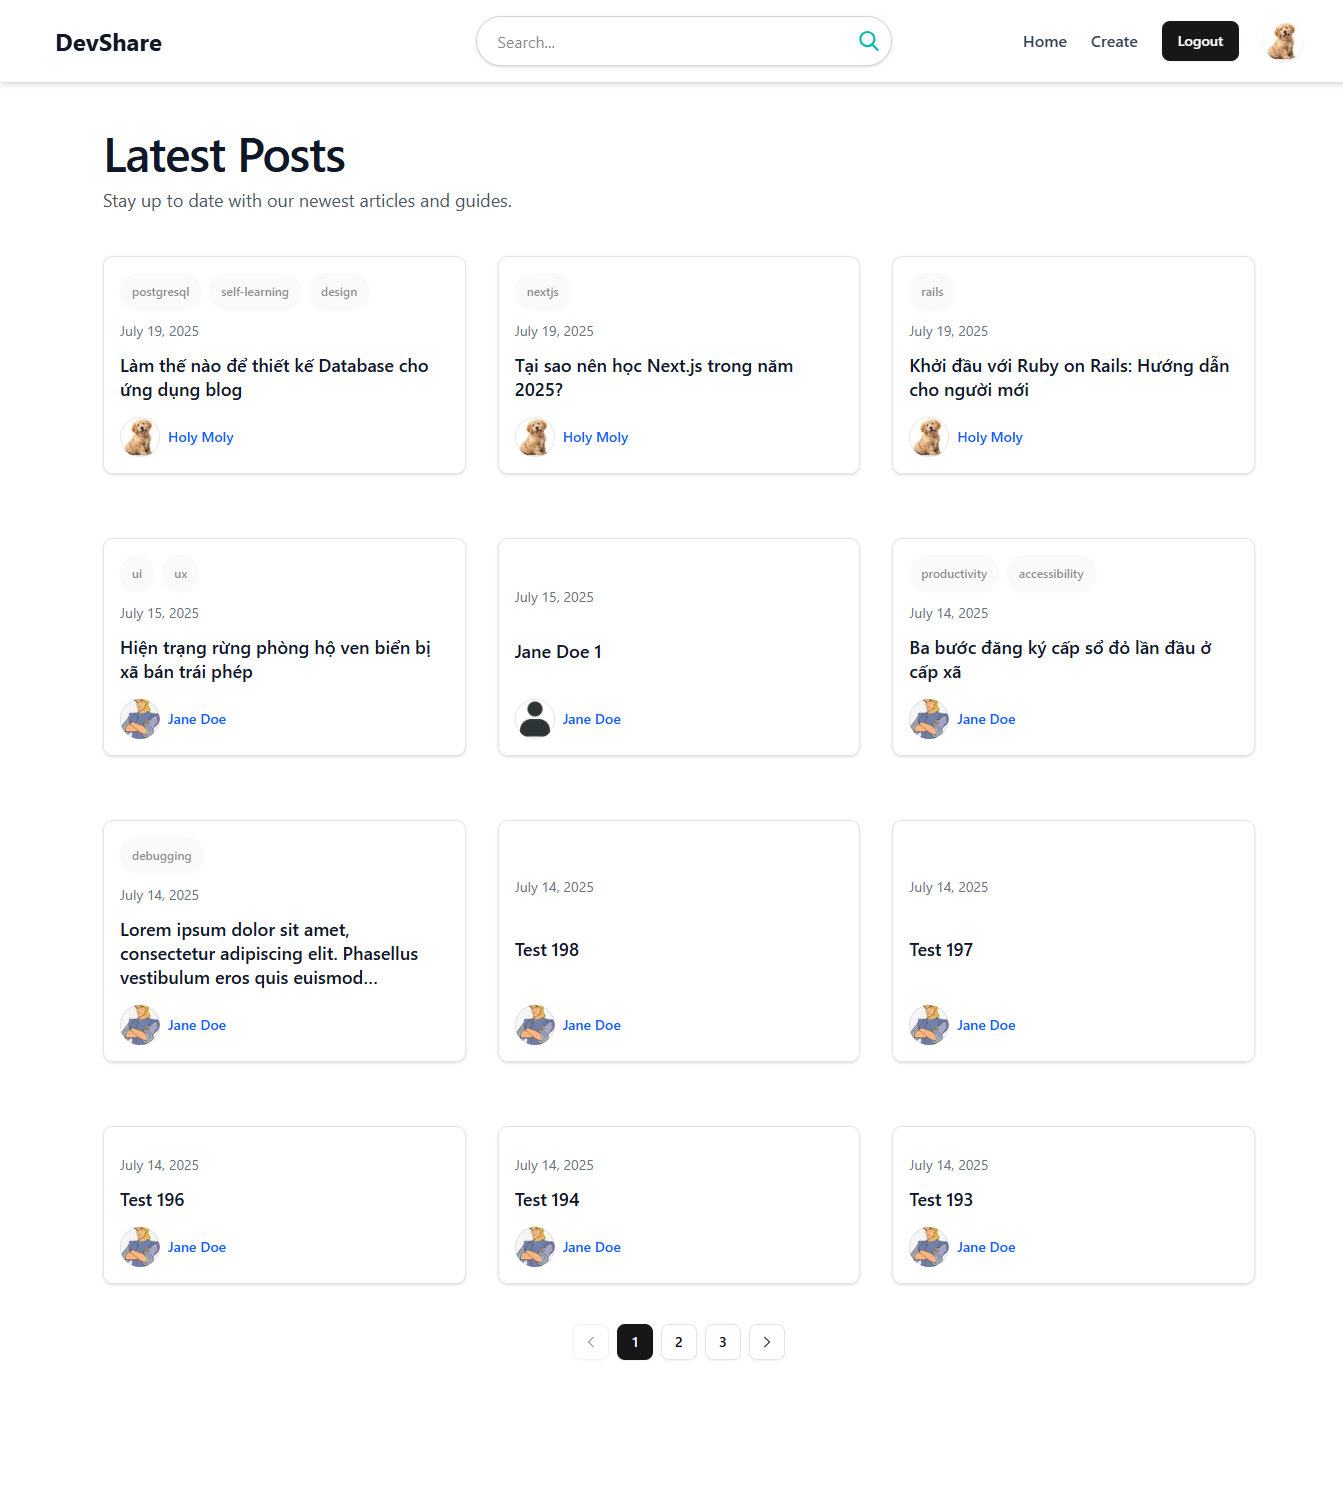 DevShare
Search...
Home
Create
Logout
Latest Posts
Stay up to date with our newest articles and guides.
postgresql
self-learning
design
July 19, 2025
Làm thế nào để thiết kế Database cho
ứng dụng blog
Holy Moly
nextjs
July 19, 2025
Tại sao nên học Next.js trong năm
2025?
Holy Moly
rails
July 19, 2025
Khởi đầu với Ruby on Rails: Hướng dẫn
cho người mới
Holy Moly
ui
ux
July 15, 2025
Hiện trạng rừng phòng hộ ven biển bị
xã bán trái phép
Jane Doe
July 15, 2025
Jane Doe 1
Jane Doe
productivity
accessibility
July 14, 2025
Ba bước đăng ký cấp sổ đỏ lần đầu ở
cấp xã
Jane Doe
debugging
July 14, 2025
Lorem ipsum dolor sit amet,
consectetur adipiscing elit. Phasellus
vestibulum eros quis euismod...
Jane Doe
July 14, 2025
Test 198
Jane Doe
July 14, 2025
Test 197
Jane Doe
July 14, 2025
Test 196
Jane Doe
July 14, 2025
Test 194
Jane Doe
July 14, 2025
Test 193
Jane Doe
1
2
3